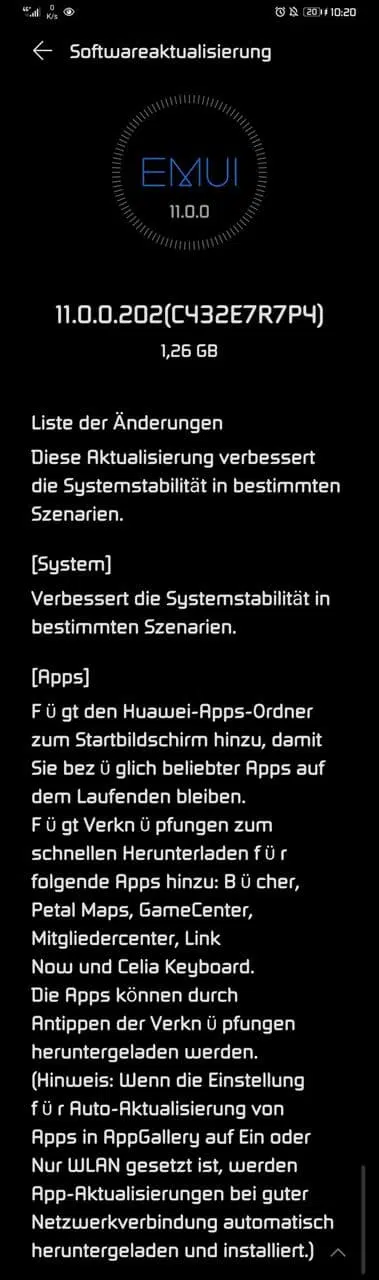 0
K/s
20
10:20
Softwareaktualisierung
EMUI
11.0.0
11.0.0.202(C432E7R7P4)
1,26 GB
Liste der Änderungen
Diese Aktualisierung verbessert
die Systemstabilität in bestimmten
Szenarien.
[System]
Verbessert die Systemstabilität in
bestimmten Szenarien.
[Apps]
F ü gt den Huawei-Apps-Ordner
zum Startbildschirm hinzu, damit
Sie bez ü glich beliebter Apps auf
dem Laufenden bleiben.
F ü gt Verkn ü pfungen zum
schnellen Herunterladen f ü r
folgende Apps hinzu: B ü cher,
Petal Maps, GameCenter,
Mitgliedercenter, Link
Now und Celia Keyboard.
Die Apps können durch
Antippen der Verkn ü pfungen
heruntergeladen werden.
(Hinweis: Wenn die Einstellung
f ü r Auto-Aktualisierung von
Apps in AppGallery auf Ein oder
Nur WLAN gesetzt ist, werden
App-Aktualisierungen bei guter
Netzwerkverbindung automatisch
heruntergeladen und installiert.)